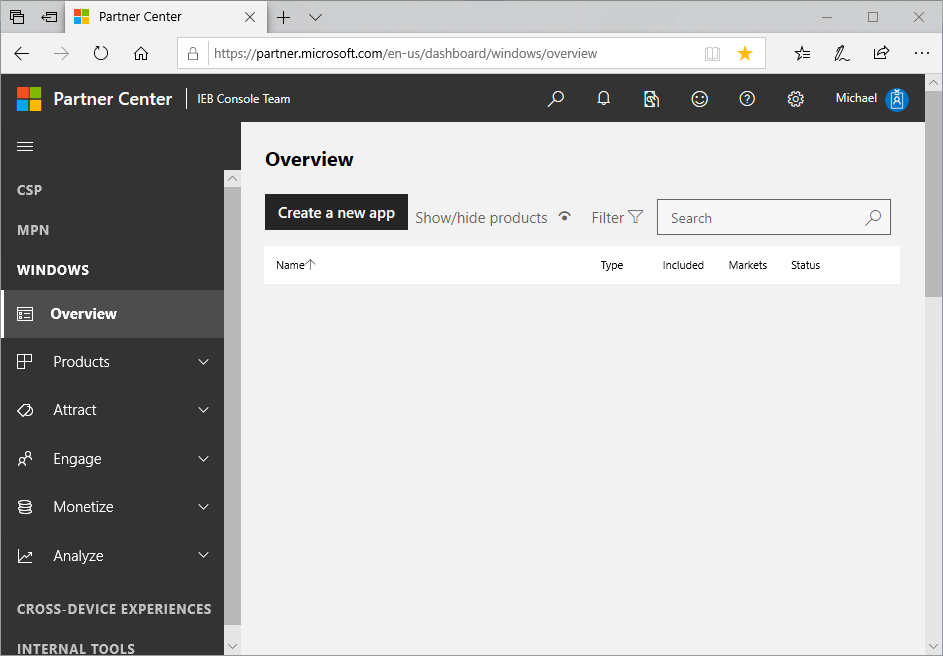 Partner Center
https://partner.microsoft.com/en-us/dashboard/windows/overview
Partner Center IEB Console Team Michael
CSP
MPN
WINDOWS
Overview
Products
Attract
Engage
Monetize
Analyze
CROSS-DEVICE EXPERIENCES
INTERNAL TOOLS
Overview
Create a new app Show/hide products Filter Search
Name Type Included Markets Status